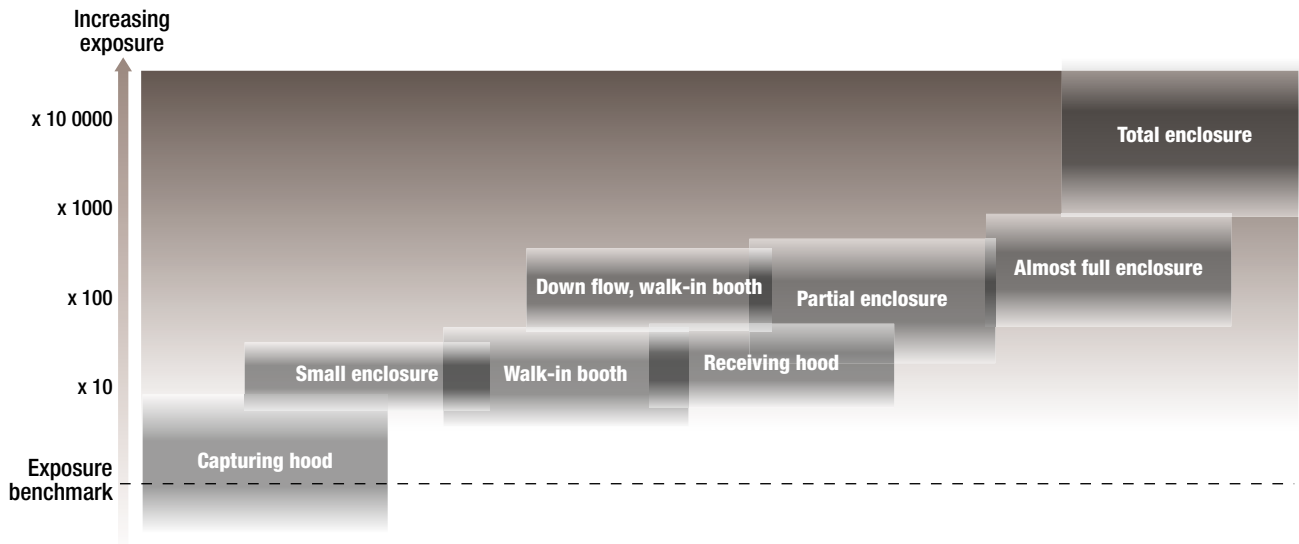 Increasing
exposure
x 10 0000
x 1000
x 100
x 10
Exposure
benchmark
Total enclosure
Almost full enclosure
Down flow, walk-in booth
Partial enclosure
Small enclosure
Walk-in booth
Receiving hood
Capturing hood